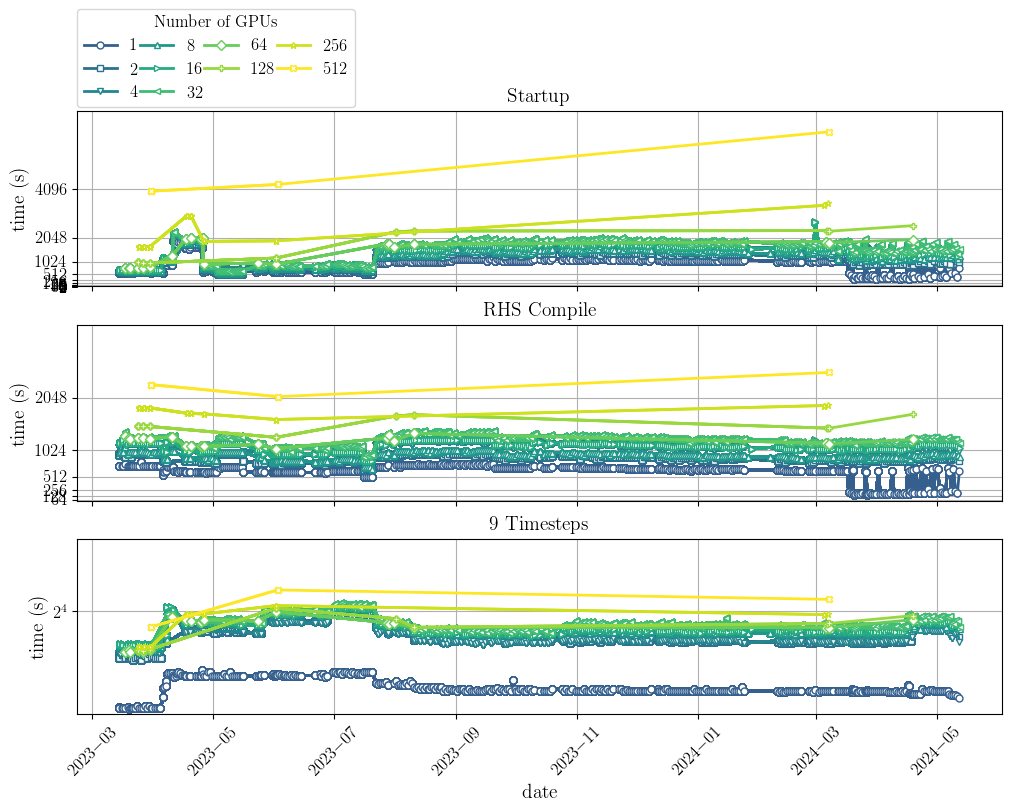 Number of GPUs
1 8 64 256
2 16 128 512
4 32
Startup
time (s)
4096
2048
1024
512
RHS Compile
time (s)
2048
1024
512
256
128
64
9 Timesteps
time (s)
2⁴
2023−03
2023−05
2023−07
2023−09
2023−11
2024−01
2024−03
2024−05
date